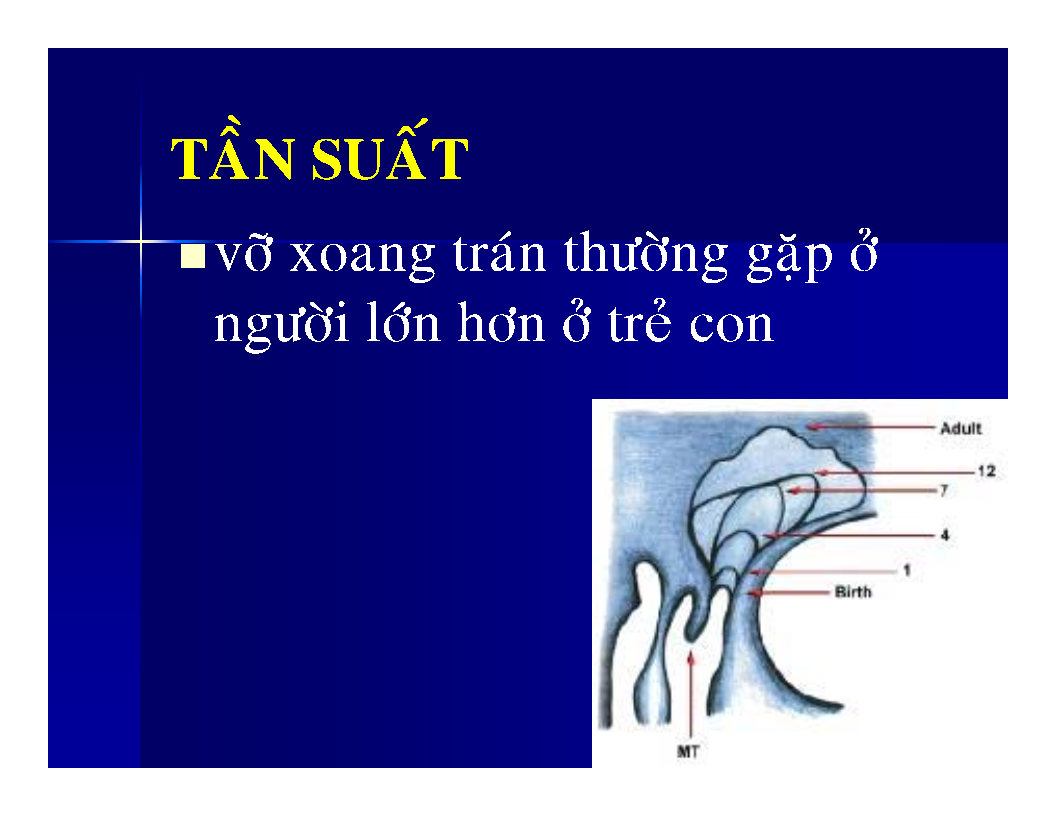 TẦN SUẤT
vỡ xoang trán thường gặp ở
người lớn hơn ở trẻ con
Adult
12
7
4
1
Birth
MT